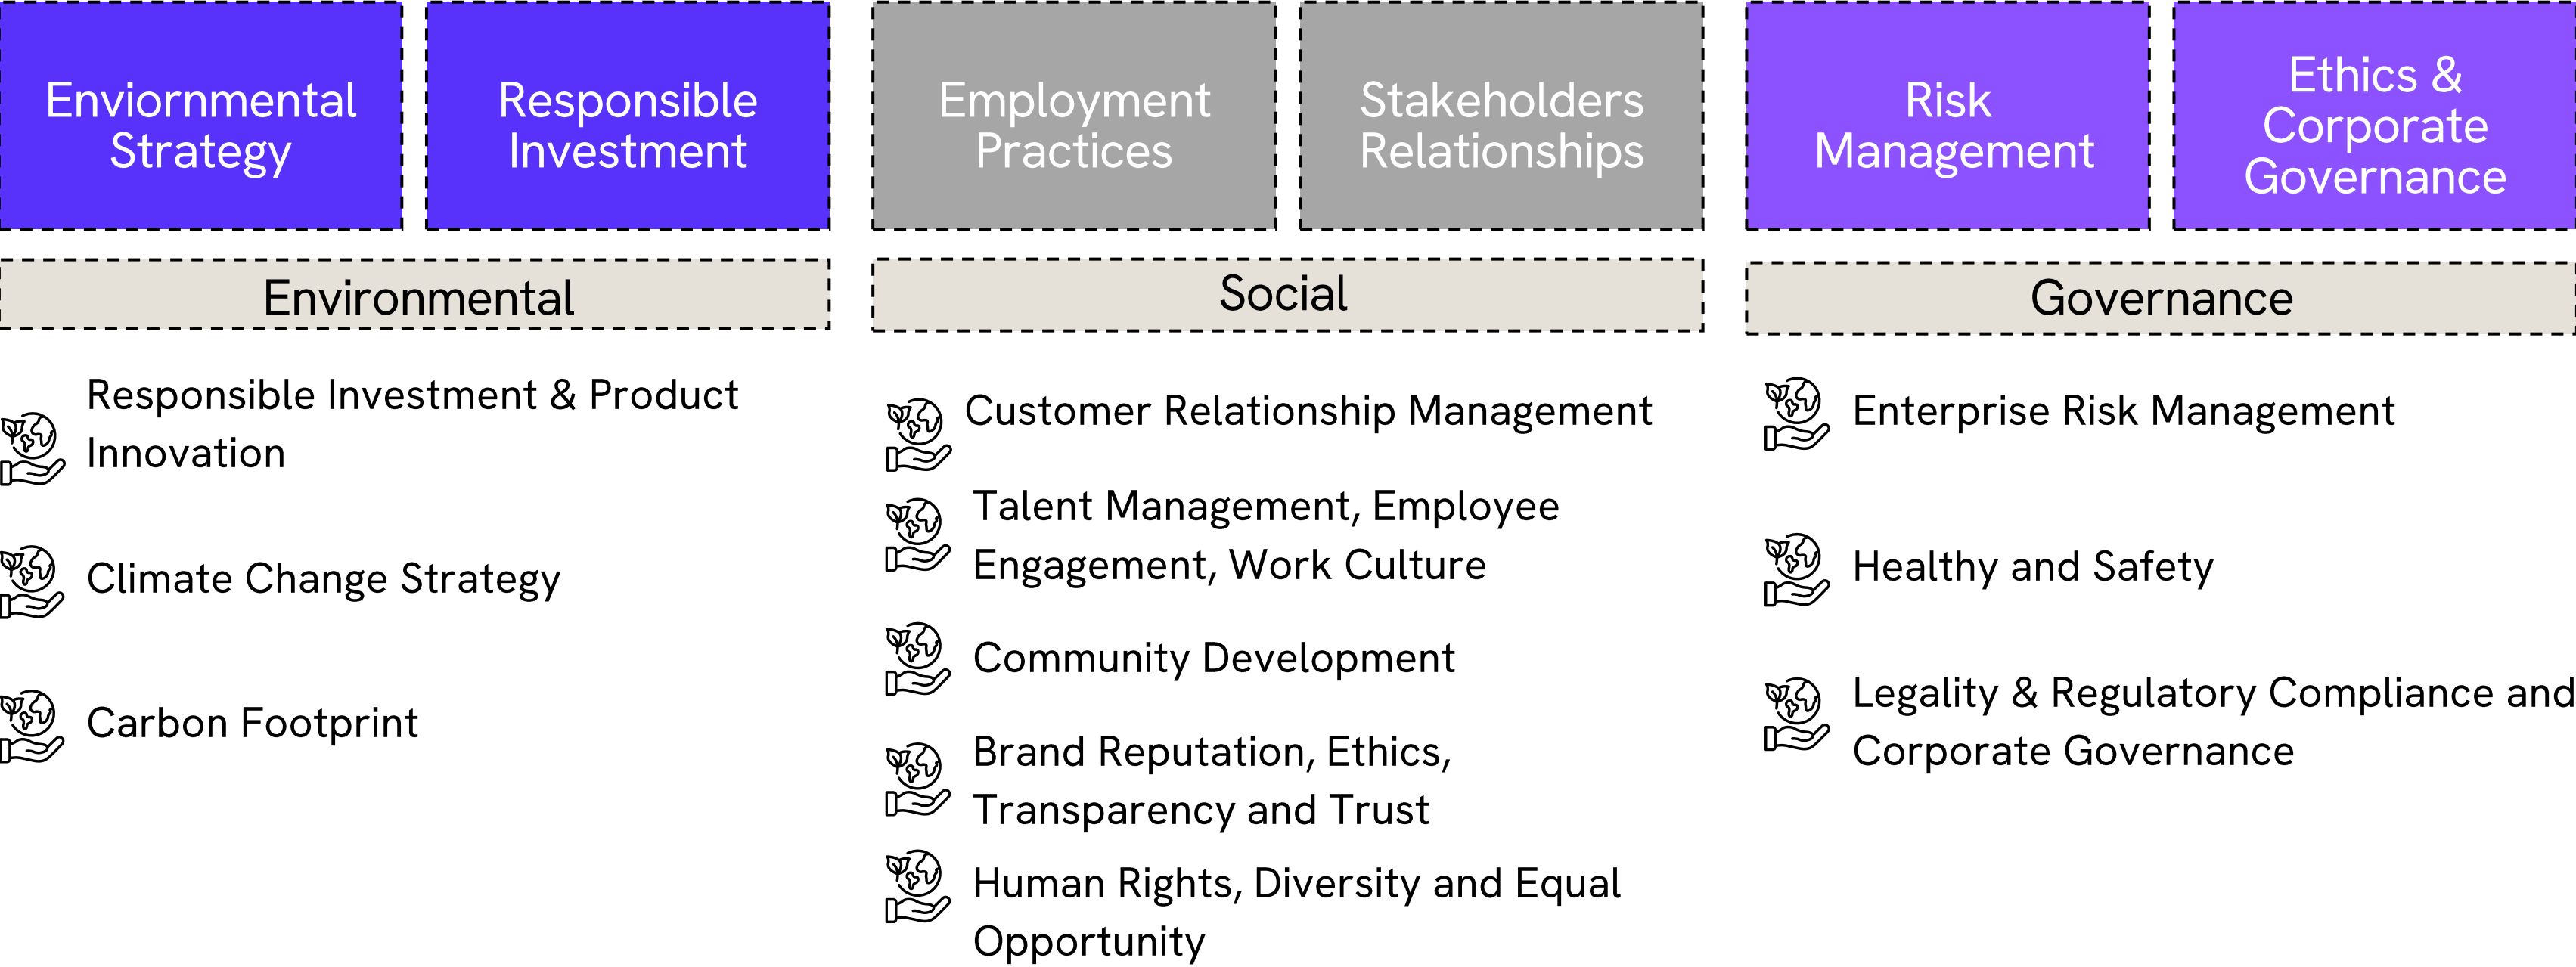 Enviornmental
Strategy
Responsible
Investment
Employment
Practices
Stakeholders
Relationships
Risk
Management
Ethics &
Corporate
Governance
Environmental
Social
Governance
Responsible Investment & Product
Innovation
Climate Change Strategy
Carbon Footprint
Customer Relationship Management
Talent Management, Employee
Engagement, Work Culture
Community Development
Brand Reputation, Ethics,
Transparency and Trust
Human Rights, Diversity and Equal
Opportunity
Enterprise Risk Management
Healthy and Safety
Legality & Regulatory Compliance and
Corporate Governance